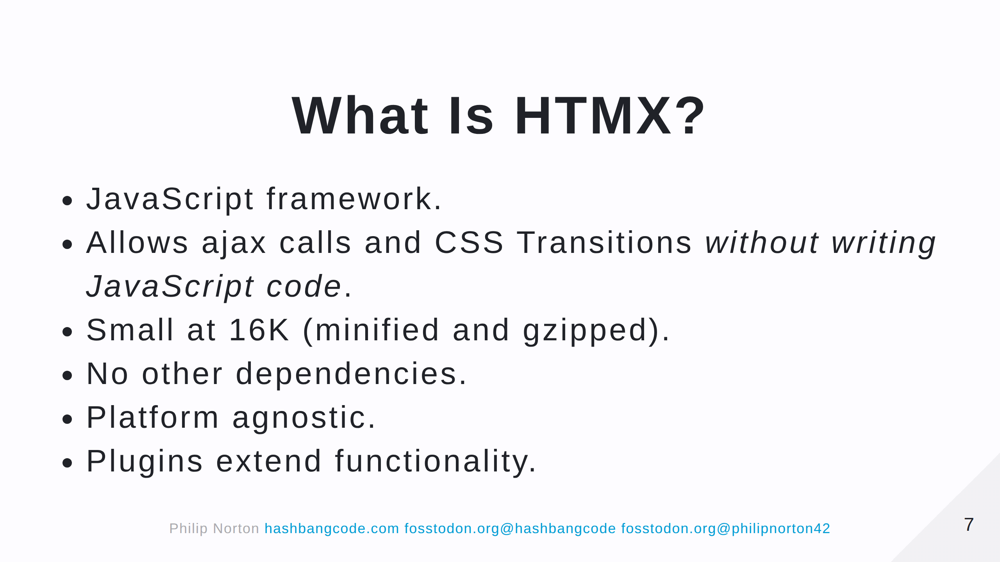 What Is HTMX?
• JavaScript framework.
• Allows ajax calls and CSS Transitions without writing
JavaScript code.
• Small at 16K (minified and gzipped).
• No other dependencies.
• Platform agnostic.
• Plugins extend functionality.
Philip Norton hashbangcode.com fosstodon.org@hashbangcode fosstodon.org@philipnorton42
7